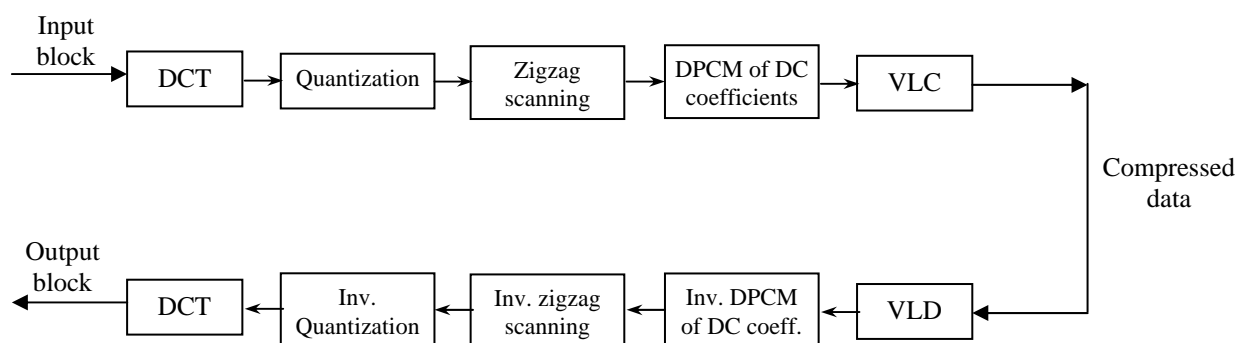 Input
block
DCT
Quantization
Zigzag
scanning
DPCM of DC
coefficients
VLC
Compressed
data
Output
block
DCT
Inv.
Quantization
Inv. zigzag
scanning
Inv. DPCM
of DC coeff.
VLD